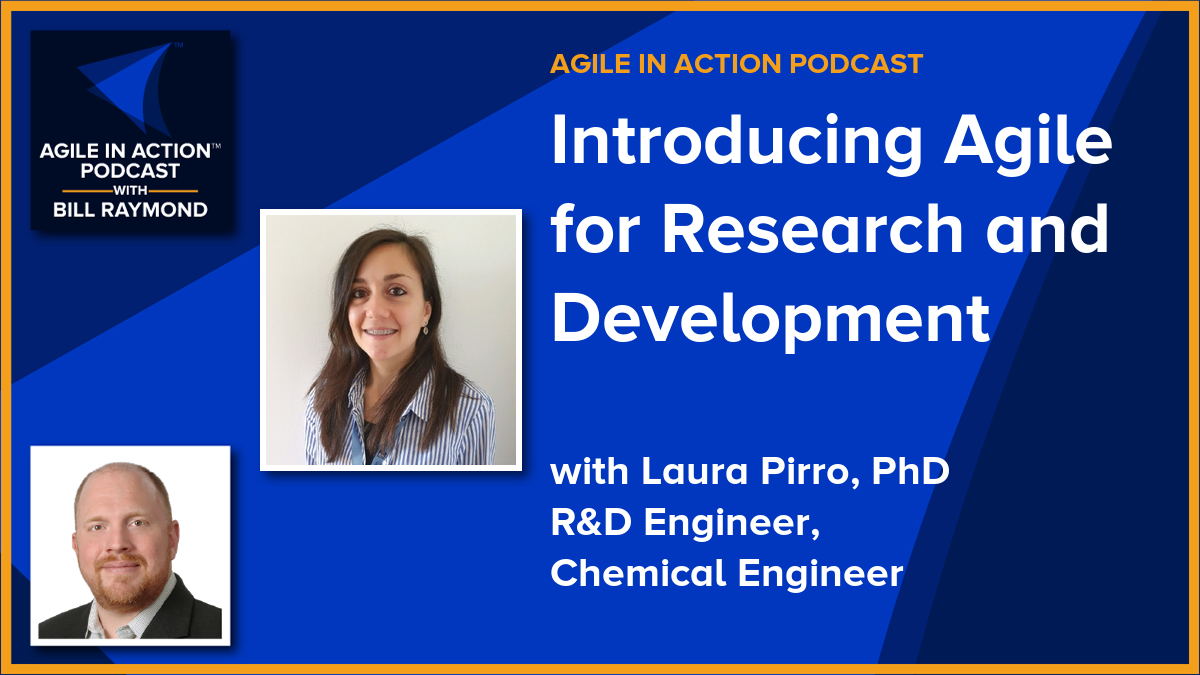 AGILE IN ACTION™
PODCAST
WITH
BILL RAYMOND
AGILE IN ACTION PODCAST
Introducing Agile
for Research and
Development
with Laura Pirro, PhD
R&D Engineer,
Chemical Engineer